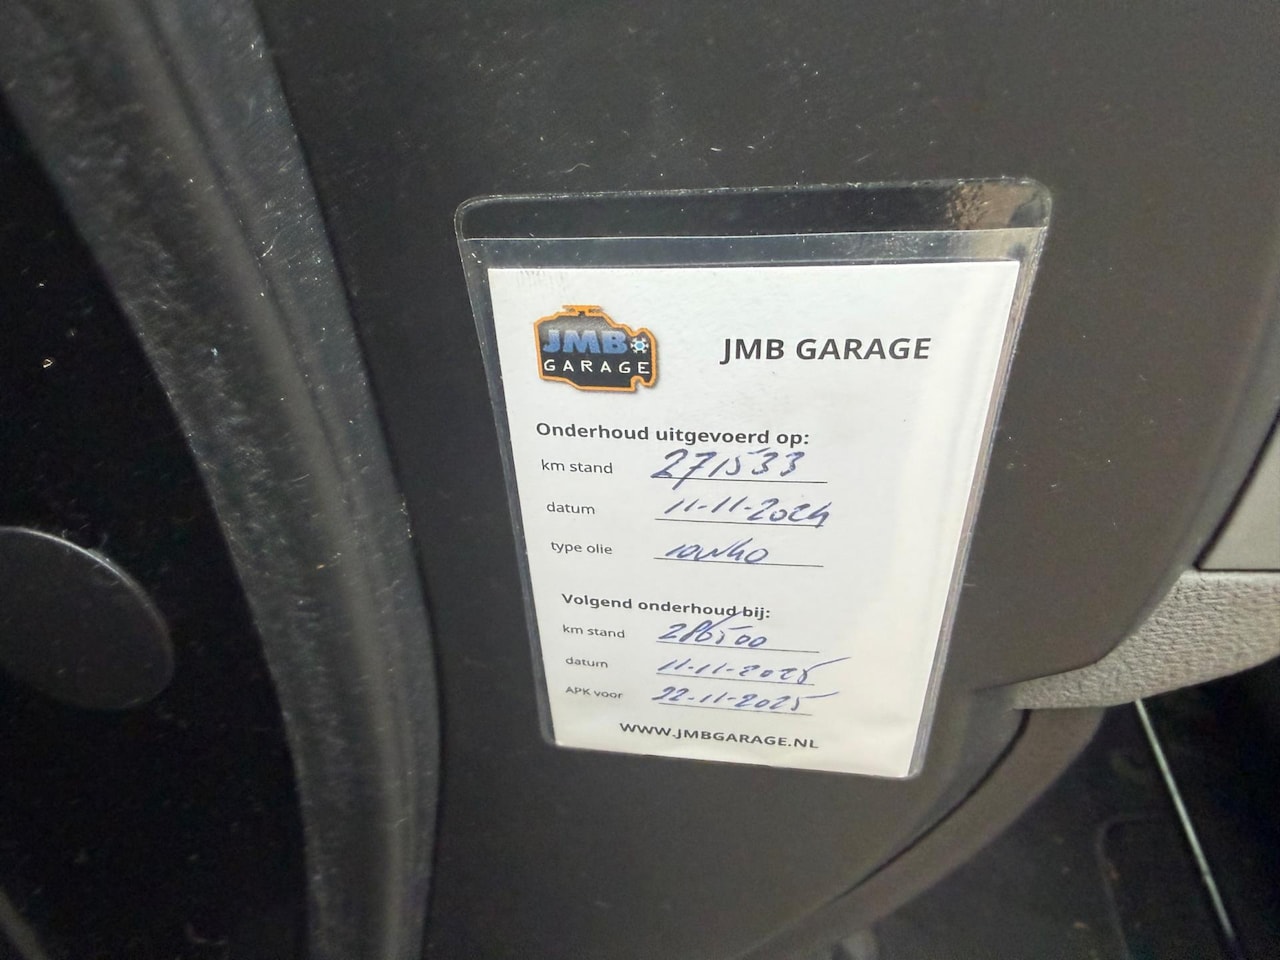 JMB
GARAGE
JMB GARAGE
Onderhoud uitgevoerd op:
km stand 271533
datum 11-11-2024
type olie 10W40
Volgend onderhoud bij:
km stand 286500
datum 11-11-2025
APK voor 22-11-2025
WWW.JMBGARAGE.NL